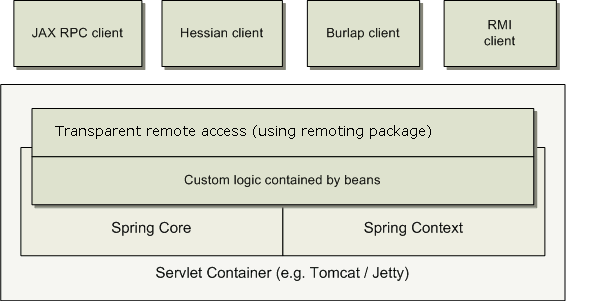 JAX RPC client
Hessian client
Burlap client
RMI
client
Transparent remote access (using remoting package)
Custom logic contained by beans
Spring Core
Spring Context
Servlet Container (e.g. Tomcat / Jetty)